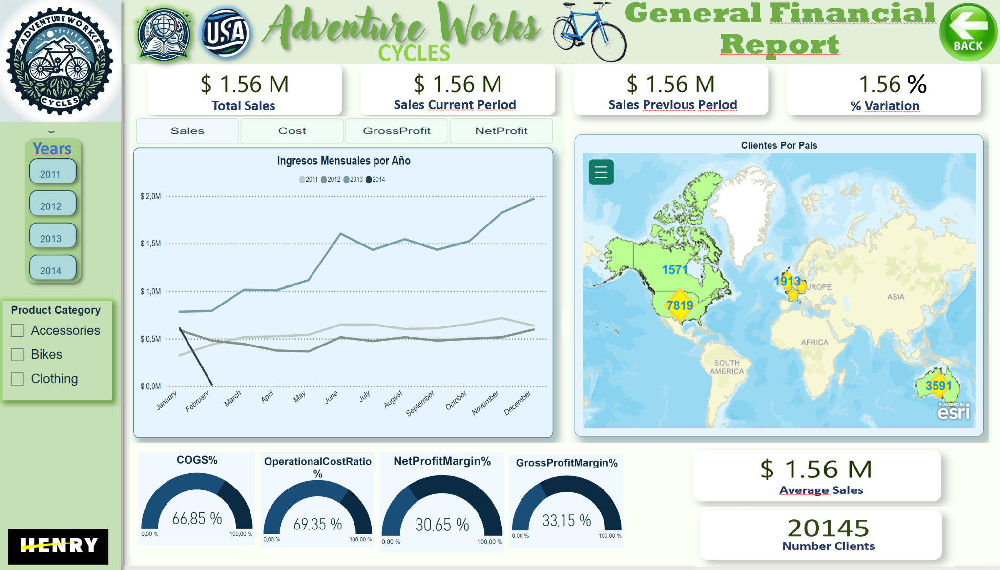 ADVENTURE WORKS
CYCLES
USA
Adventure Works
CYCLES
General Financial
Report
BACK
$ 1.56 M
Total Sales
$ 1.56 M
Sales Current Period
$ 1.56 M
Sales Previous Period
1.56 %
% Variation
Years
2011
2012
2013
2014
Product Category
Accessories
Bikes
Clothing
HENRY
Sales
Cost
GrossProfit
NetProfit
Ingresos Mensuales por Año
2011 2012 2013 2014
$ 2,0M
$ 1,5M
$ 1,0M
$ 0,5M
$ 0,0M
January
February
March
April
May
June
July
August
September
October
November
December
Clientes Por País
1571
7819
1913
UROPE
ASIA
AFRICA
SOUTH
AMERICA
3591
POWERED BY
esri
COGS%
66,85 %
0,00 %
100,00 %
OperationalCostRatio
%
69,35 %
0,00 %
100,00 %
NetProfitMargin%
30,65 %
0,00 %
100,00 %
GrossProfitMargin%
33,15 %
0,00 %
100,00 %
$ 1.56 M
Average Sales
20145
Number Clients